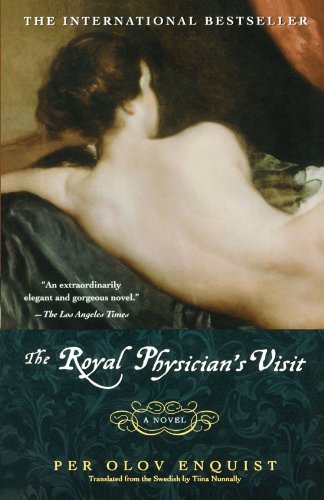 THE INTERNATIONAL BESTSELLER
"An extraordinarily
elegant and gorgeous novel."
—The Los Angeles Times
The Royal Physician's Visit
A NOVEL
PER OLOV ENQUIST
Translated from the Swedish by Tiina Nunnally